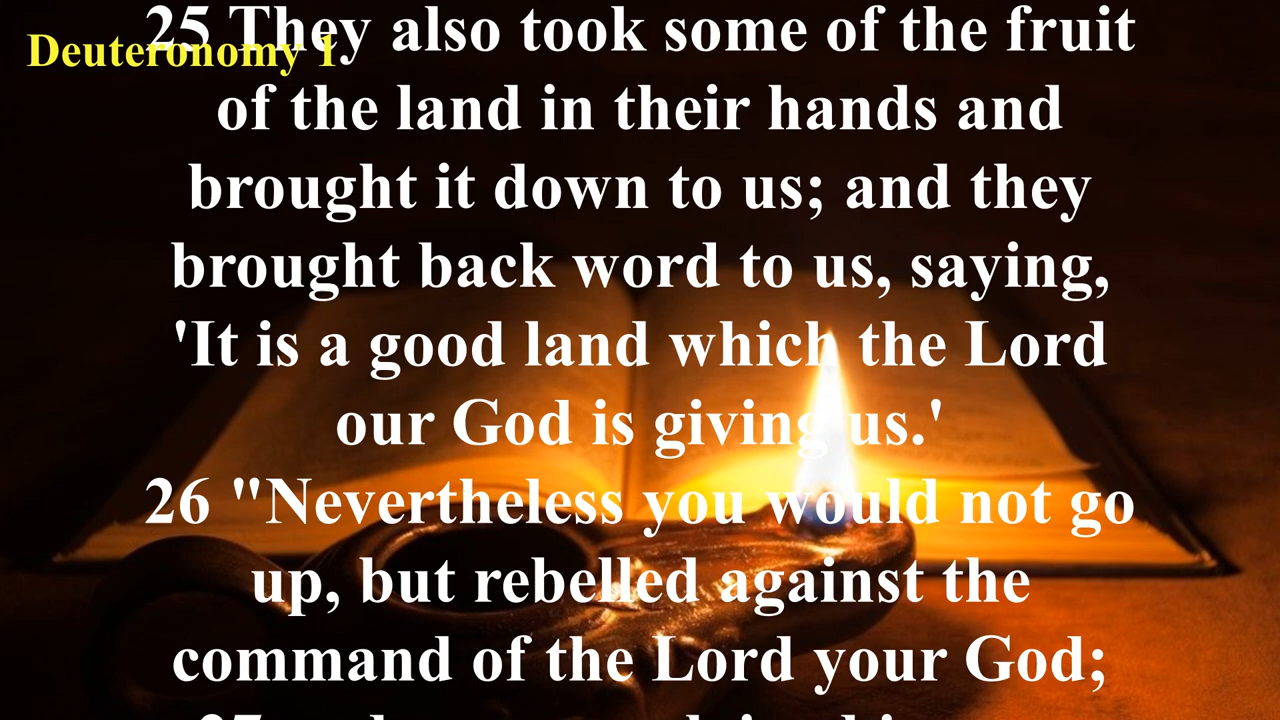 Deuteronomy 1
25 They also took some of the fruit
of the land in their hands and
brought it down to us; and they
brought back word to us, saying,
'It is a good land which the Lord
our God is giving us.'
26 "Nevertheless you would not go
up, but rebelled against the
command of the Lord your God;